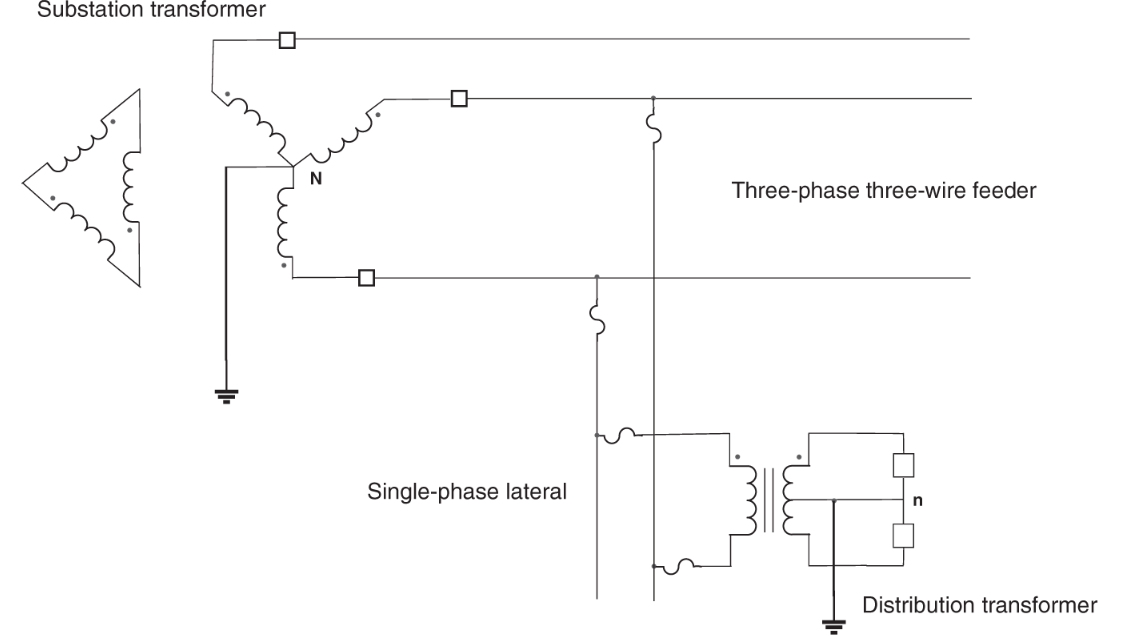 Substation transformer
N
Three-phase three-wire feeder
Single-phase lateral
n
Distribution transformer